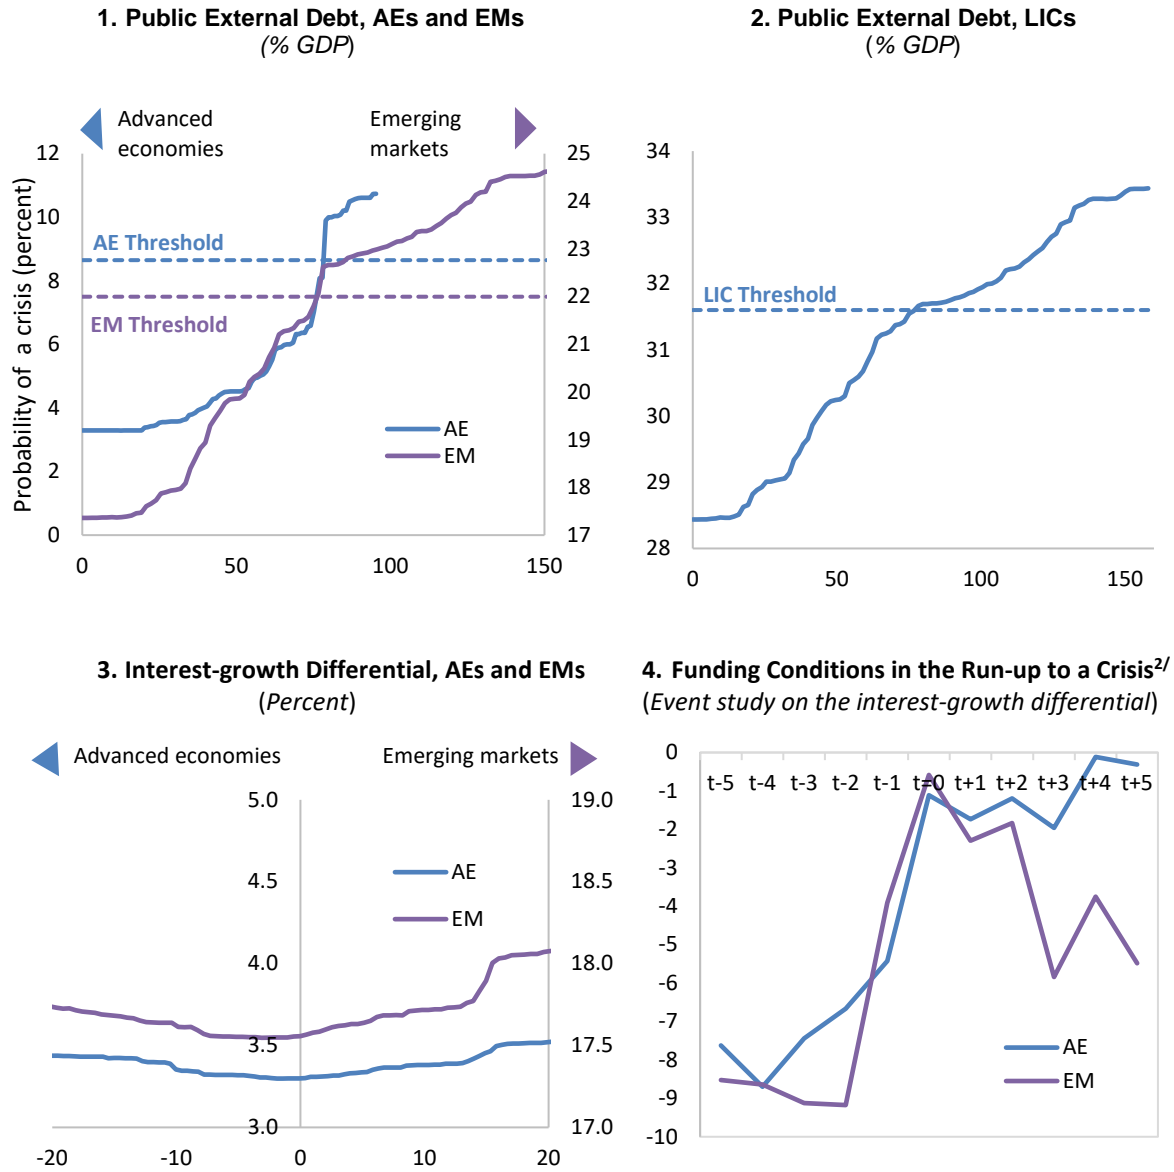 1. Public External Debt, AEs and EMs
(% GDP)
Advanced
economies
Emerging
markets
Probability of a crisis (percent)
12
10
8
6
4
2
0
25
24
23
22
21
20
19
18
17
AE Threshold
EM Threshold
AE
EM
0
50
100
150
2. Public External Debt, LICs
(% GDP)
34
33
32
31
30
29
28
LIC Threshold
0
50
100
150
3. Interest-growth Differential, AEs and EMs
(Percent)
Advanced economies
Emerging markets
5.0
4.5
4.0
3.5
3.0
19.0
18.5
18.0
17.5
17.0
AE
EM
-20
-10
0
10
20
4. Funding Conditions in the Run-up to a Crisis2/
(Event study on the interest-growth differential)
0
-1
-2
-3
-4
-5
-6
-7
-8
-9
-10
t-5 t-4 t-3 t-2 t-1 t=0 t+1 t+2 t+3 t+4 t+5
AE
EM